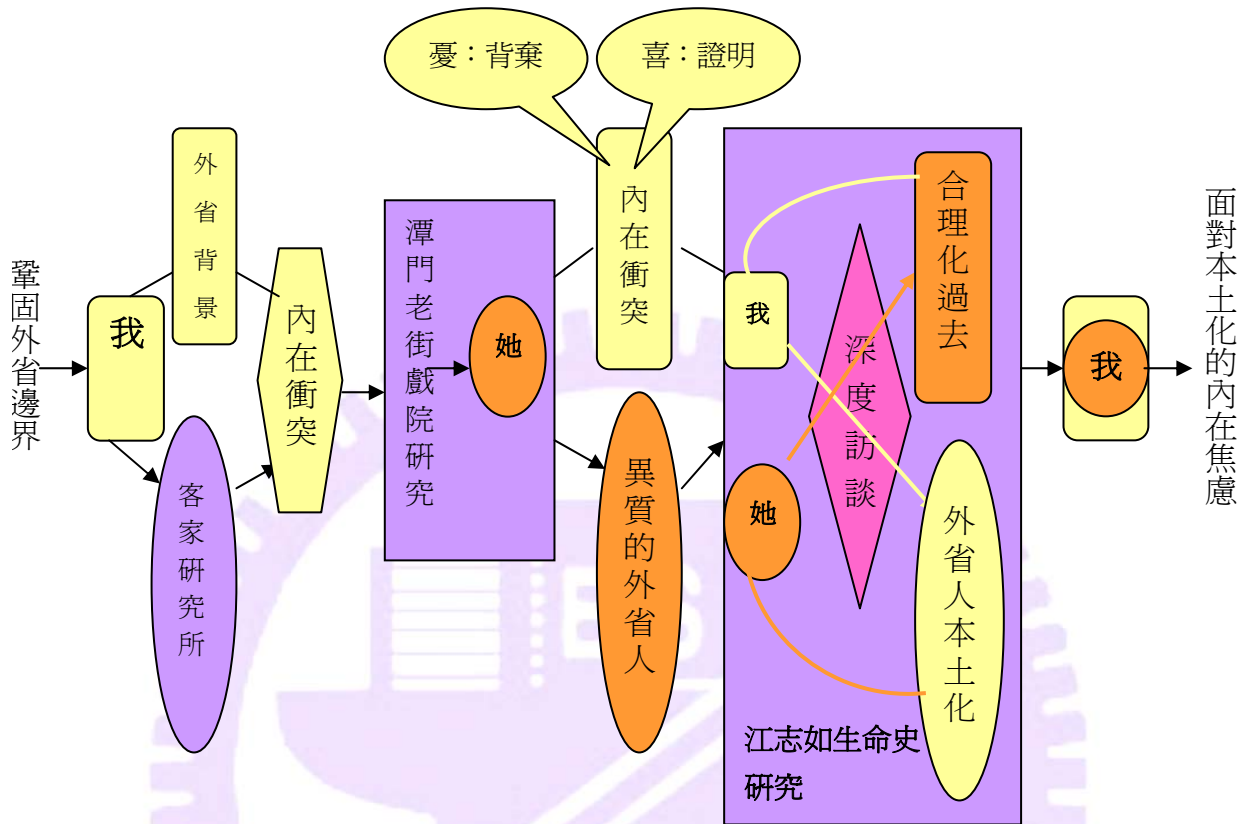 憂：背棄
喜：證明
鞏固外省邊界
我
外省背景
客家研究所
內在衝突
潭門老街戲院研究
她
內在衝突
異質的外省人
我
她
深度訪談
合理化過去
外省人本土化
江志如生命史
研究
我
面對本土化的內在焦慮